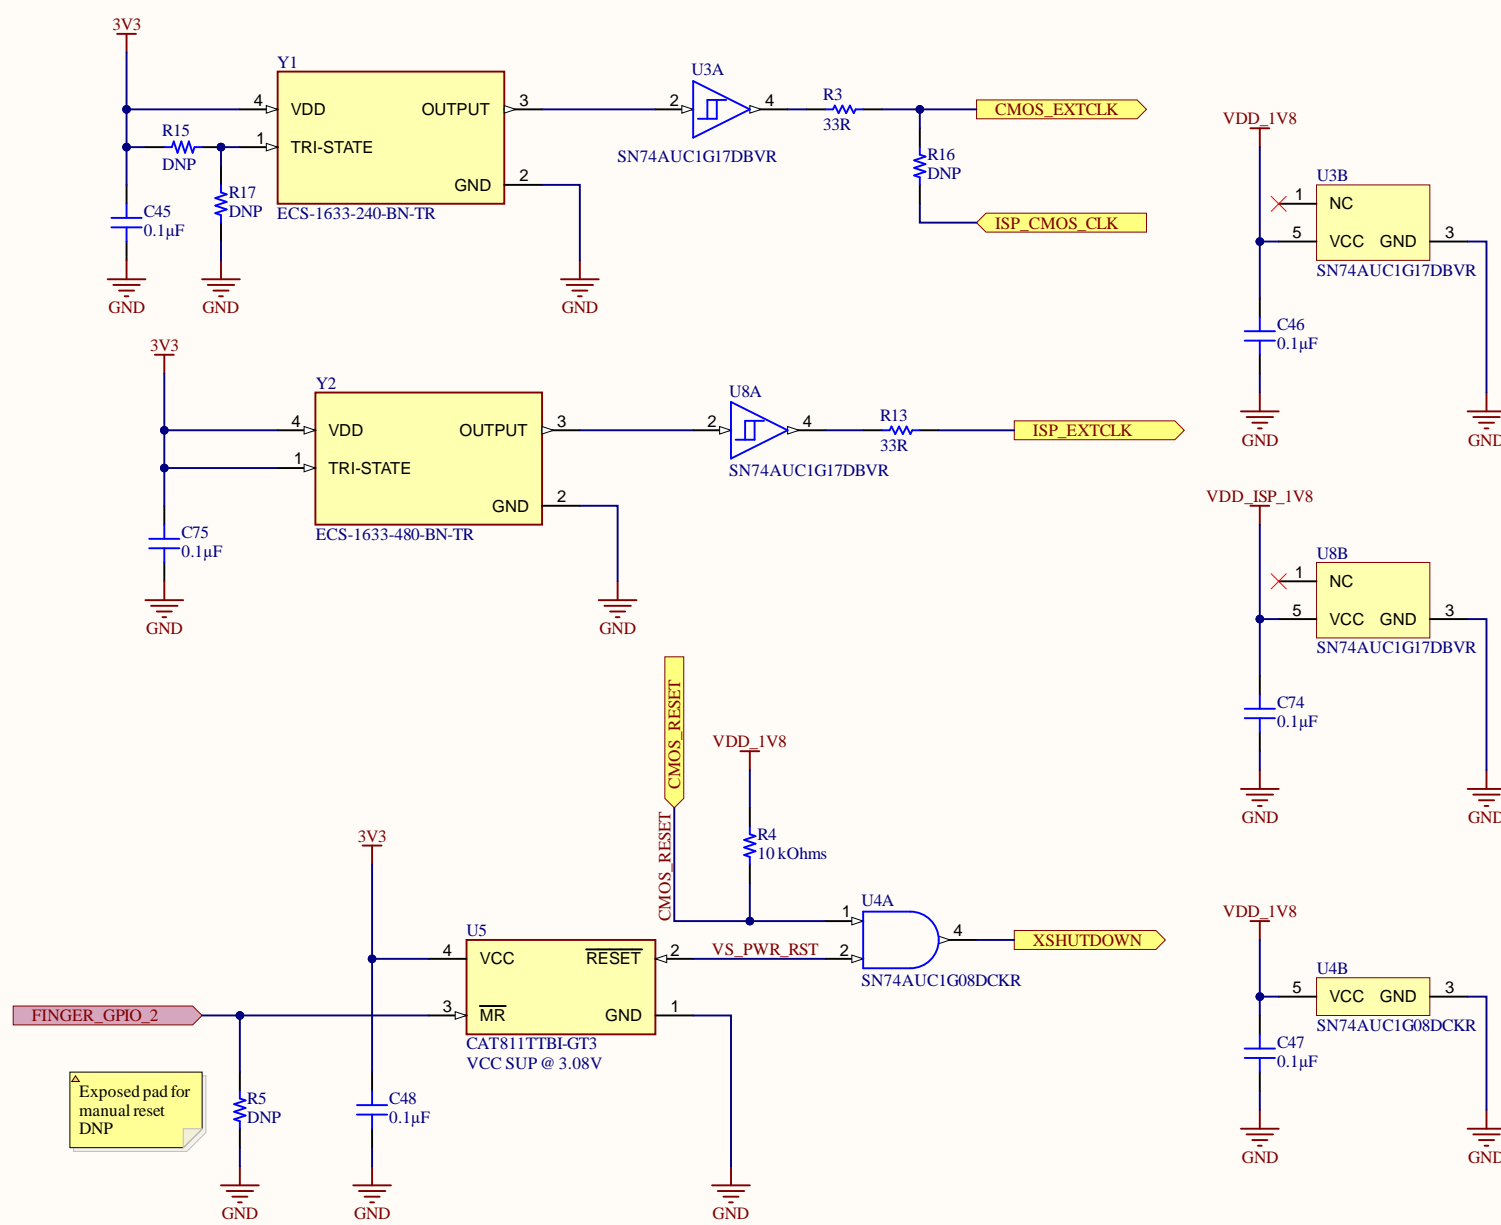 3V3
Y1
4 VDD
OUTPUT 3
1 TRI-STATE
GND 2
ECS-1633-240-BN-TR
R15
DNP
R17
DNP
C45
0.1µF
GND
GND
GND
U3A
2
4
SN74AUC1G17DBVR
R3
33R
CMOS_EXTCLK
R16
DNP
ISP_CMOS_CLK
VDD_1V8
U3B
1 NC
5 VCC GND 3
SN74AUC1G17DBVR
C46
0.1µF
GND
GND
3V3
Y2
4 VDD
OUTPUT 3
1 TRI-STATE
GND 2
ECS-1633-480-BN-TR
C75
0.1µF
GND
GND
U8A
2
4
SN74AUC1G17DBVR
R13
33R
ISP_EXTCLK
VDD_ISP_1V8
U8B
1 NC
5 VCC GND 3
SN74AUC1G17DBVR
C74
0.1µF
GND
GND
CMOS_RESET
CMOS_RESET
VDD_1V8
R4
10 kOhms
3V3
U5
4 VCC
RESET 2
3 MR
GND 1
CAT811TTBI-GT3
VCC SUP @ 3.08V
VS_PWR_RST
U4A
1
2
4
SN74AUC1G08DCKR
XSHUTDOWN
FINGER_GPIO_2
Exposed pad for
manual reset
DNP
R5
DNP
C48
0.1µF
GND
GND
GND
VDD_1V8
U4B
5 VCC GND 3
SN74AUC1G08DCKR
C47
0.1µF
GND
GND